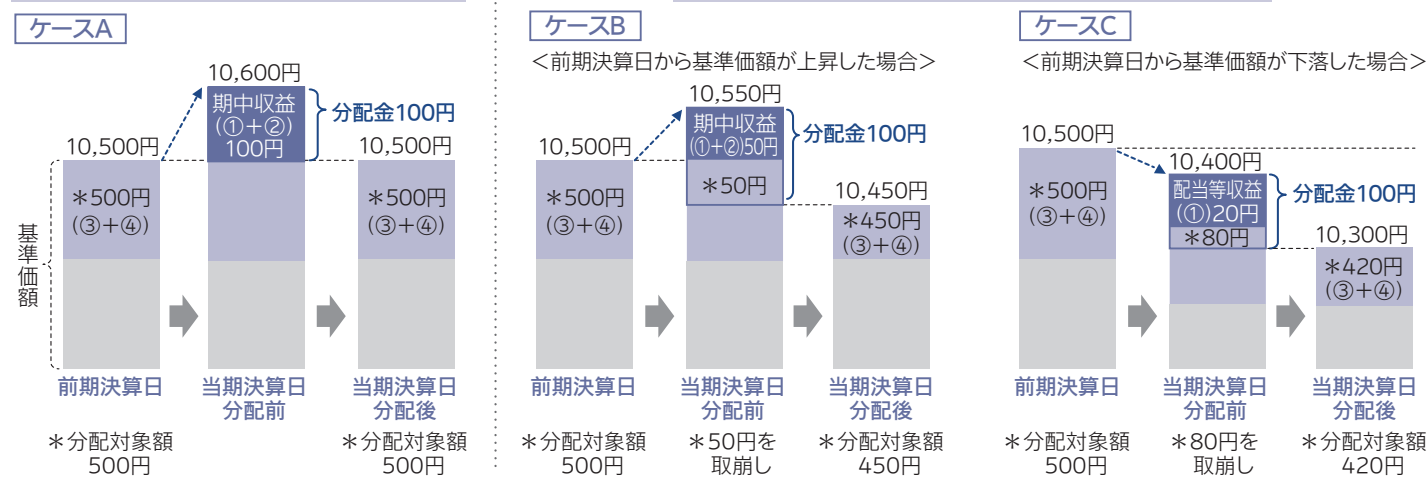 ケースA
10,600円
期中収益
(①+②)
100円
分配金100円
10,500円
10,500円
*500円
(③+④)
*500円
(③+④)
基準価額
前期決算日
当期決算日
分配前
当期決算日
分配後
*分配対象額
500円
*分配対象額
500円
ケースB
<前期決算日から基準価額が上昇した場合>
10,550円
期中収益
(①+②)50円
分配金100円
10,500円
*500円
(③+④)
*50円
10,450円
*450円
(③+④)
前期決算日
当期決算日
分配前
当期決算日
分配後
*分配対象額
500円
*50円を
取崩し
*分配対象額
450円
ケースC
<前期決算日から基準価額が下落した場合>
10,500円
10,400円
*500円
(③+④)
配当等収益
(①)20円
分配金100円
*80円
10,300円
*420円
(③+④)
前期決算日
当期決算日
分配前
当期決算日
分配後
*分配対象額
500円
*80円を
取崩し
*分配対象額
420円